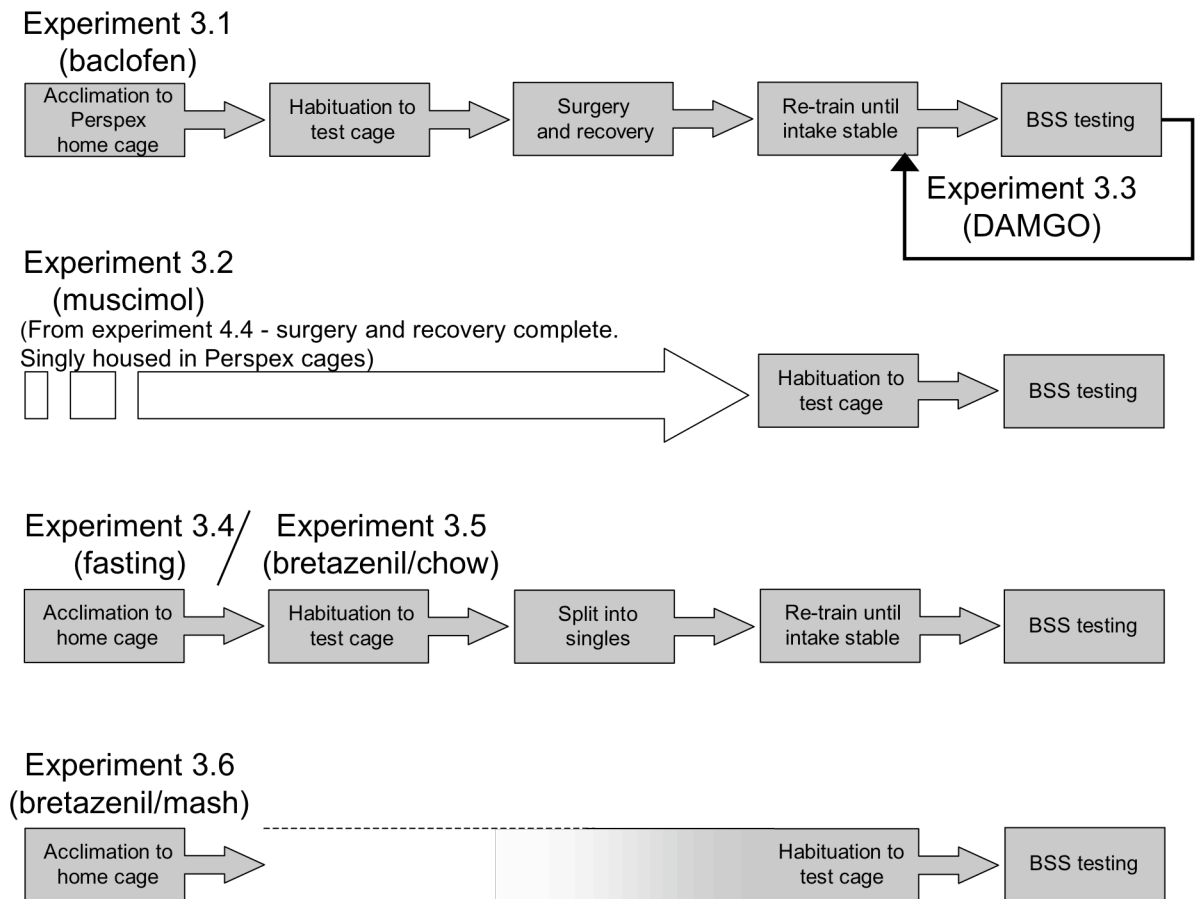 Experiment 3.1
(baclofen)
Acclimation to
Perspex
home cage
Habituation to
test cage
Surgery
and recovery
Re-train until
intake stable
BSS testing
Experiment 3.3
(DAMGO)
Experiment 3.2
(muscimol)
(From experiment 4.4 - surgery and recovery complete.
Singly housed in Perspex cages)
Habituation to
test cage
BSS testing
Experiment 3.4/
(fasting)
Experiment 3.5
(bretazenil/chow)
Acclimation to
home cage
Habituation to
test cage
Split into
singles
Re-train until
intake stable
BSS testing
Experiment 3.6
(bretazenil/mash)
Acclimation to
home cage
Habituation to
test cage
BSS testing